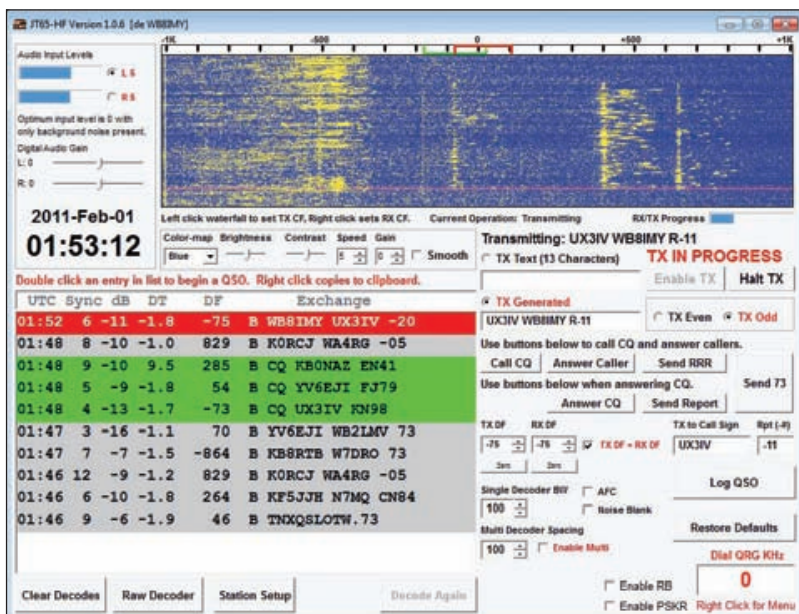 JT65-HF Version 1.0.6 [de WB8IMY]
-1K -500 0 +500 +1K
Audio Input Levels
L 5
R 5
Optimum input level is 0 with
only background noise present.
Digital Audio Gain
L: 0
R: 0
2011-Feb-01
01:53:12
Left click waterfall to set TX CF, Right click sets RX CF. Current Operation: Transmitting RX/TX Progress
Color-map Brightness Contrast Speed Gain
Blue 5 0 Smooth
Transmitting: UX3IV WB8IMY R-11
TX Text (13 Characters) TX IN PROGRESS
Enable TX Halt TX
Double click an entry in list to begin a QSO. Right click copies to clipboard.
UTC Sync dB DT DF Exchange
01:52 6 -11 -1.8 -75 B WB8IMY UX3IV -20
01:48 8 -10 -1.0 829 B K0RCJ WA4RG -05
01:48 9 -10 9.5 285 B CQ KB0NAZ EN41
01:48 5 -9 -1.8 54 B CQ YV6EJI FJ79
01:48 4 -13 -1.7 -73 B CQ UX3IV KN98
01:47 3 -16 -1.1 70 B YV6EJI WB2LMV 73
01:47 7 -7 -1.5 -864 B KB8RTB W7DRO 73
01:46 12 -9 -1.2 829 B K0RCJ WA4RG -05
01:46 6 -10 -1.8 264 B KF5JJH N7MQ CN84
01:46 9 -6 -1.9 46 B TNXQSLOTW.73
TX Generated
UX3IV WB8IMY R-11
TX Even TX Odd
Use buttons below to call CQ and answer callers.
Call CQ Answer Caller Send RRR
Use buttons below when answering CQ.
Send 73
Answer CQ Send Report
TX DF RX DF TX to Call Sign Rpt (-#)
-75 -75 TX DF = RX DF UX3IV -11
Zero Zero
Single Decoder BW AFC
100 Noise Blank
Log QSO
Multi Decoder Spacing
100 Enable Multi
Restore Defaults
Dial QRG KHz
0
Enable RB
Enable PSKR Right Click for Menu
Clear Decodes Raw Decoder Station Setup Decode Again